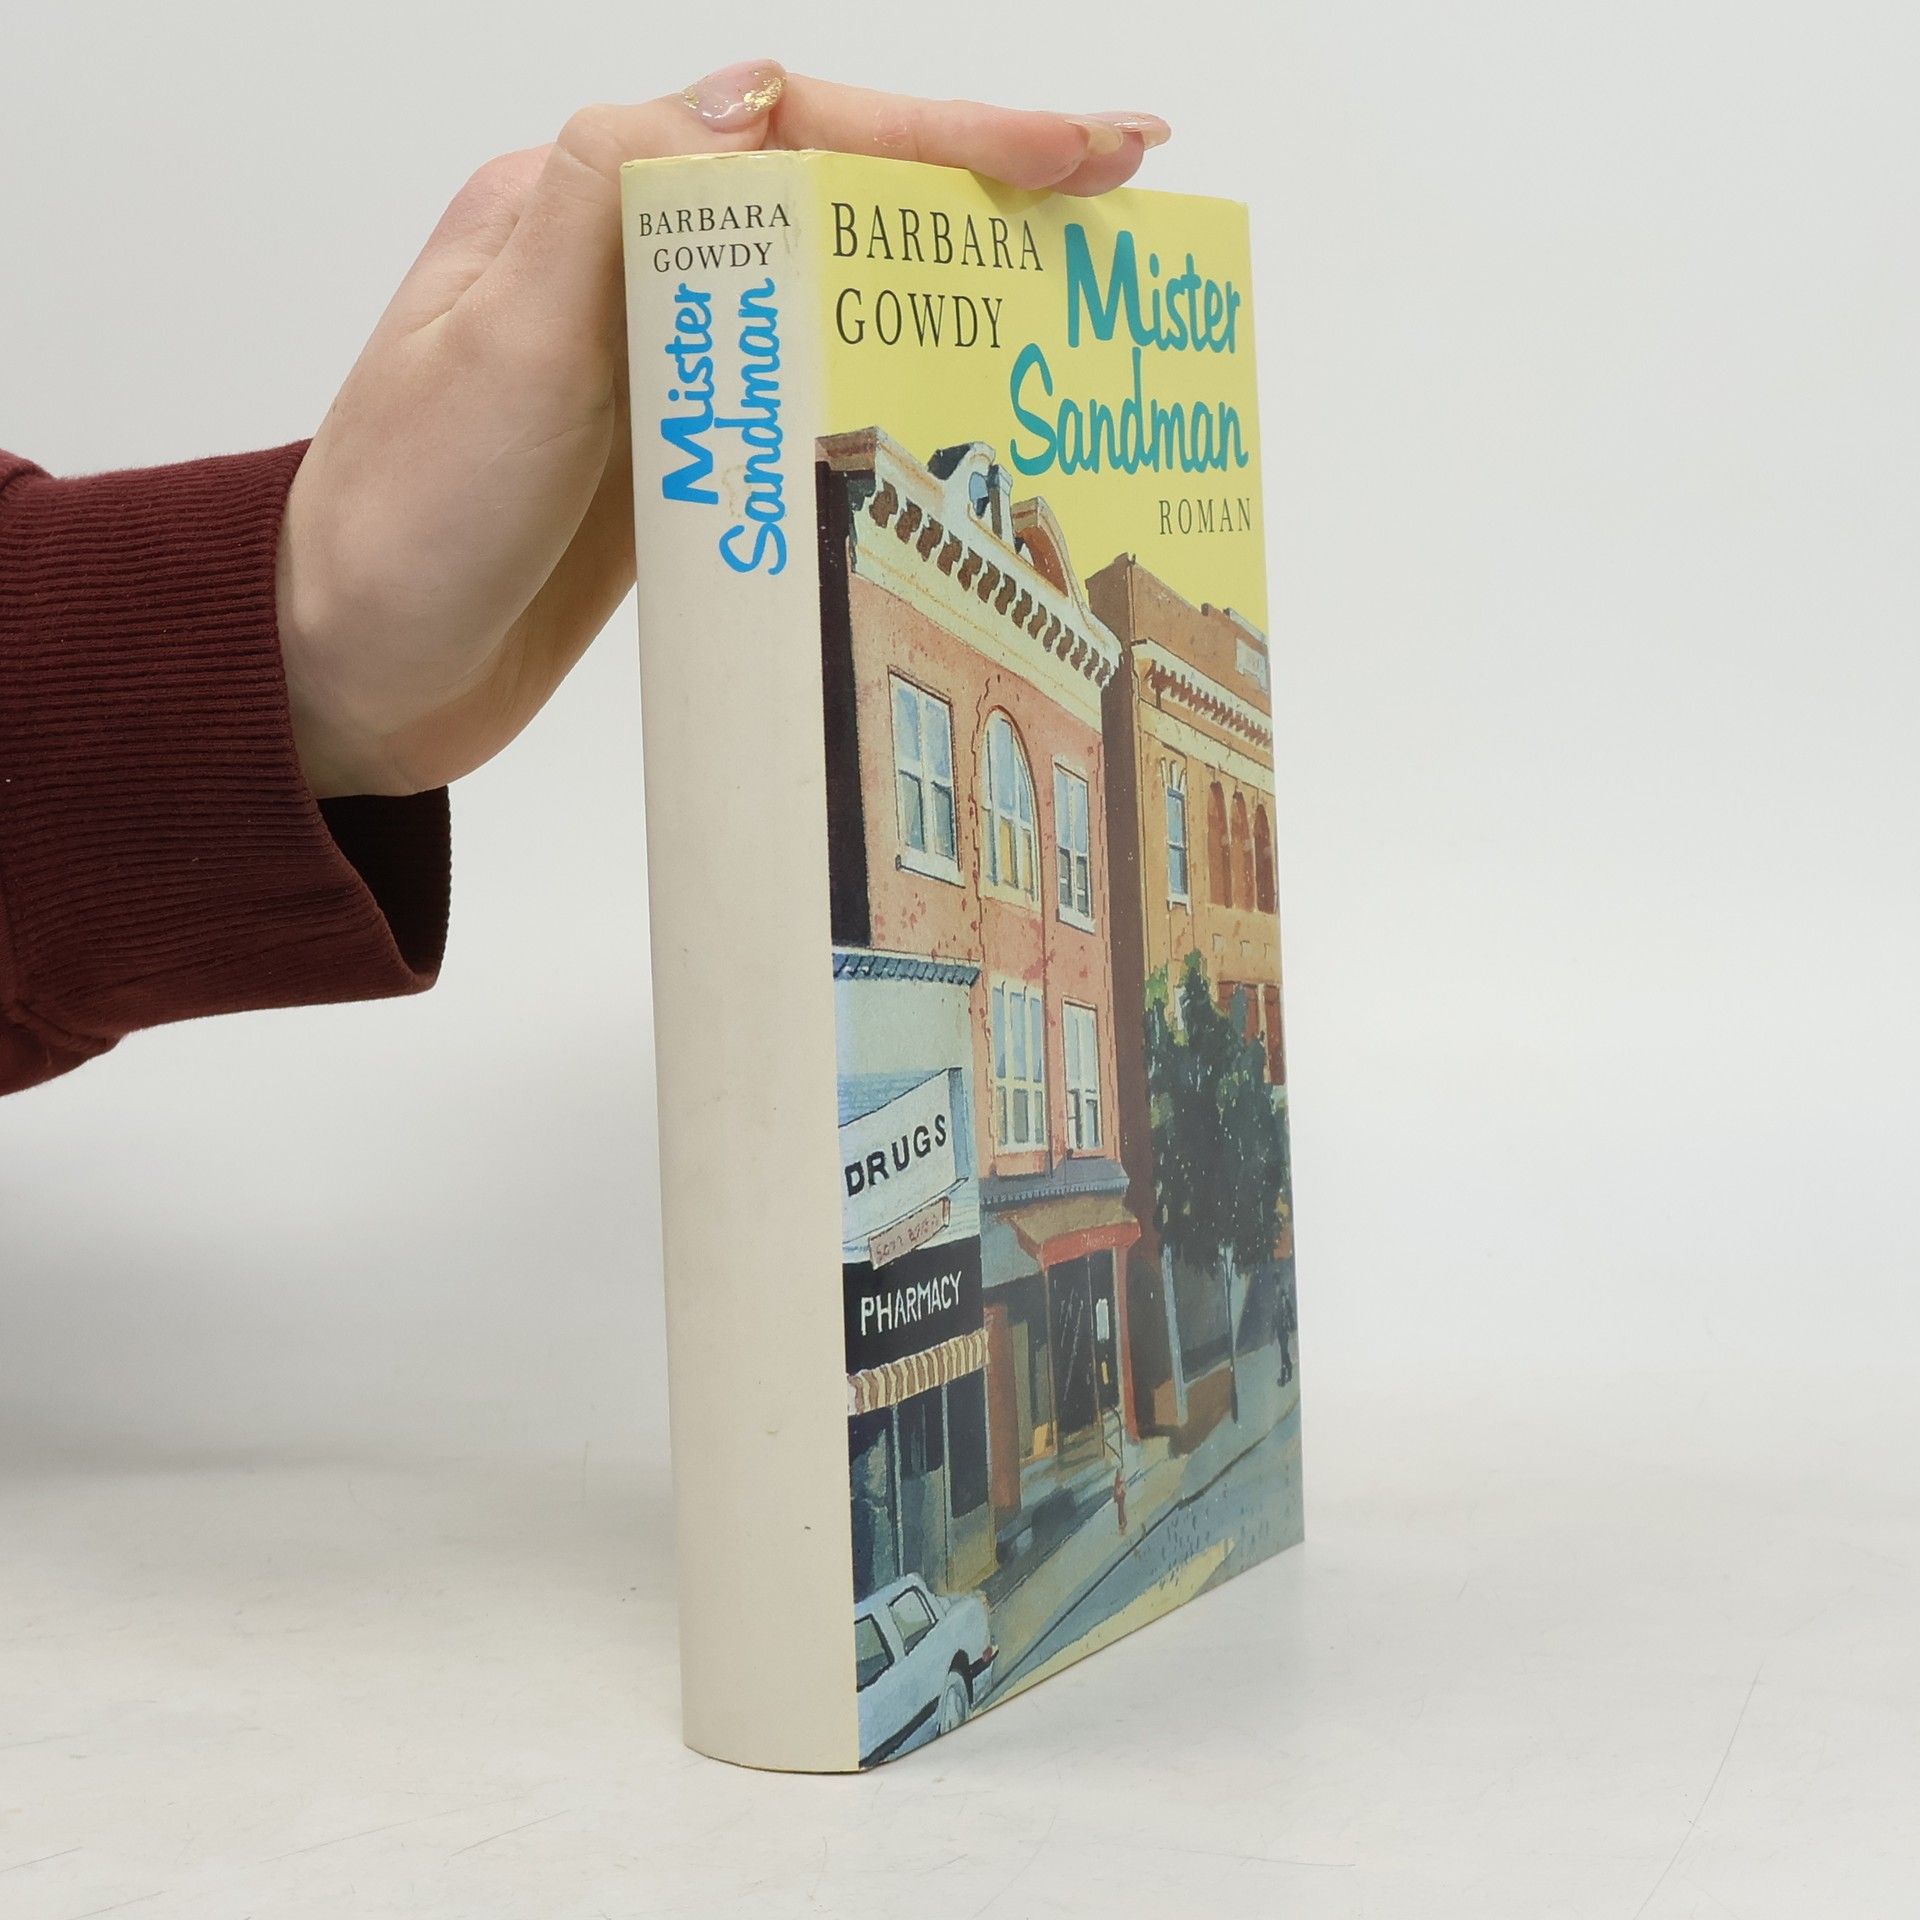 BARBARA
GOWDY
Mister
Sandman
BARBARA
GOWDY
Mister
Sandman
ROMAN
DRUGS
PHARMACY